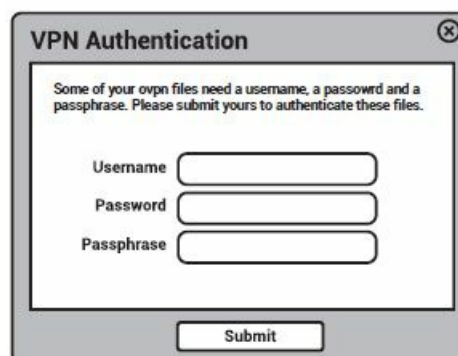 VPN Authentication
Some of your ovpn files need a username, a passowrd and a
passphrase. Please submit yours to authenticate these files.
Username
Password
Passphrase
Submit